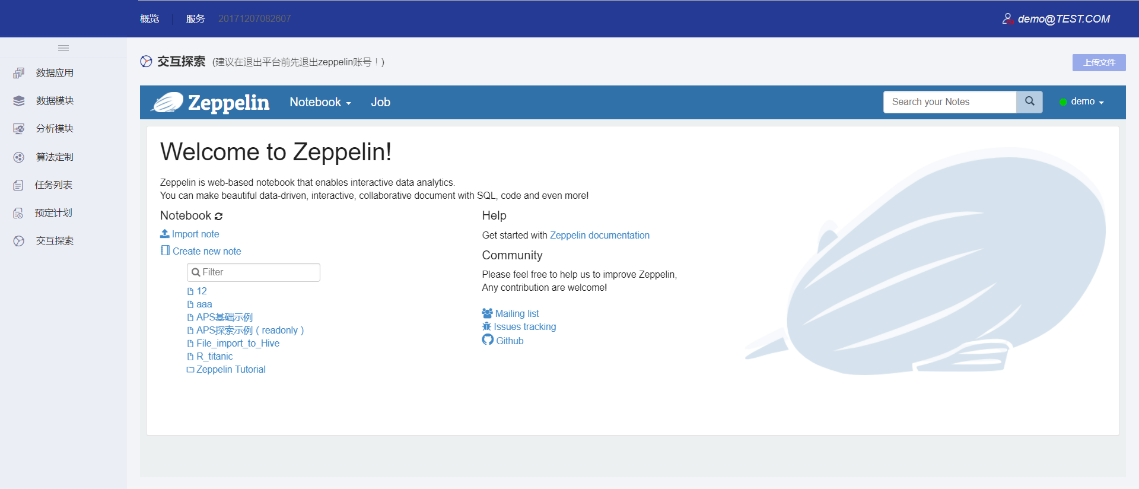 概览 服务 20171207092607 demo@TEST.COM
数据应用
数据模块
分析模块
算法定制
任务列表
预定计划
交互探索
交互探索 (建议在退出平台前先退出zeppelin账号！) 上传文件
Zeppelin Notebook Job Search your Notes demo
Welcome to Zeppelin!
Zeppelin is web-based notebook that enables interactive data analytics.
You can make beautiful data-driven, interactive, collaborative document with SQL, code and even more!
Notebook
Import note
Create new note
Filter
12
aaa
APS基础示例
APS探索示例（readonly）
File_import_to_Hive
R_titanic
Zeppelin Tutorial
Help
Get started with Zeppelin documentation
Community
Please feel free to help us to improve Zeppelin,
Any contribution are welcome!
Mailing list
Issues tracking
Github